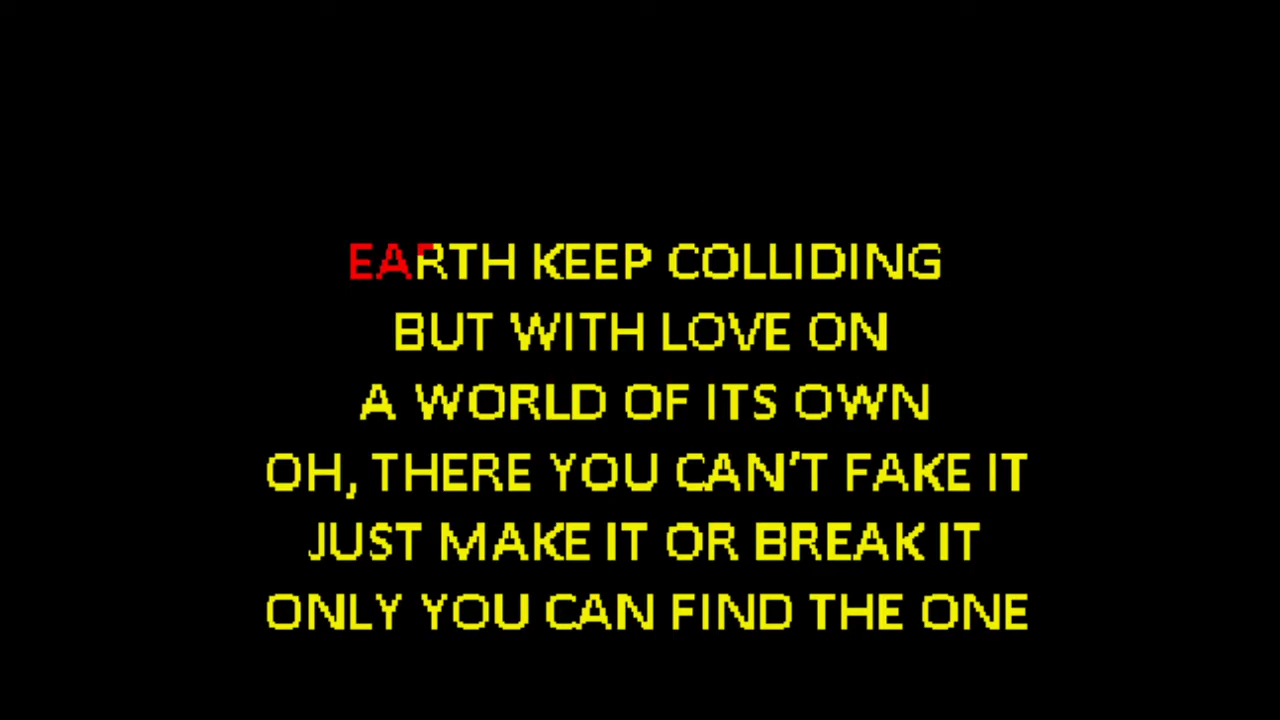 EARTH KEEP COLLIDING
BUT WITH LOVE ON
A WORLD OF ITS OWN
OH, THERE YOU CAN'T FAKE IT
JUST MAKE IT OR BREAK IT
ONLY YOU CAN FIND THE ONE